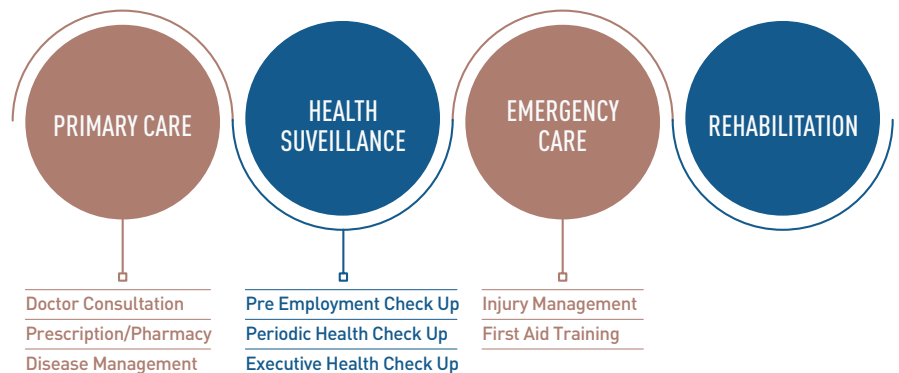 PRIMARY CARE
HEALTH
SUVEILLANCE
EMERGENCY
CARE
REHABILITATION
Doctor Consultation
Prescription/Pharmacy
Disease Management
Pre Employment Check Up
Periodic Health Check Up
Executive Health Check Up
Injury Management
First Aid Training